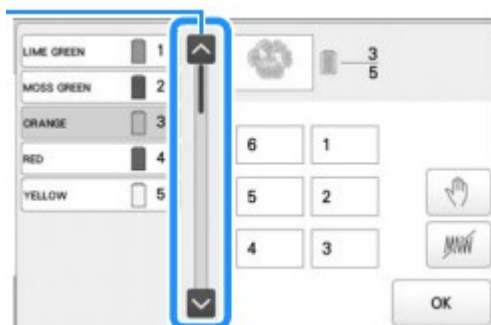 LIME GREEN 1
MOSS GREEN 2
ORANGE 3
RED 4
YELLOW 5
3
5
6 1
5 2
4 3
OK